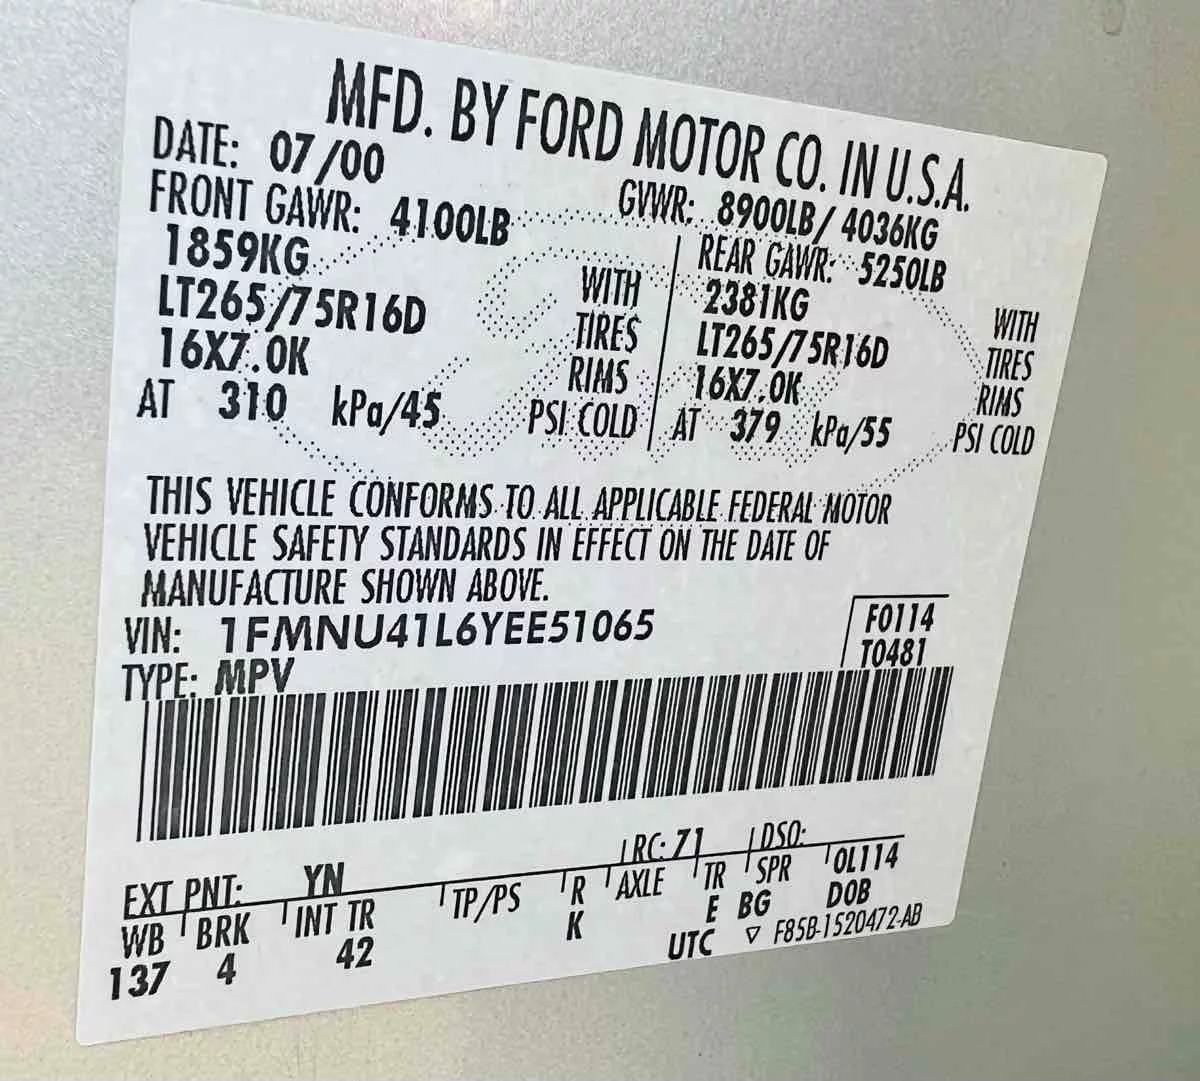 MFD. BY FORD MOTOR CO. IN U.S.A.
DATE: 07/00
GVWR: 8900LB/ 4036KG
FRONT GAWR: 4100LB
1859KG WITH
LT265/75R16D TIRES
16X7.0K RIMS
AT 310 kPa/45 PSI COLD
REAR GAWR: 5250LB
2381KG WITH
LT265/75R16D TIRES
16X7.0K RIMS
AT 379 kPa/55 PSI COLD
THIS VEHICLE CONFORMS TO ALL APPLICABLE FEDERAL MOTOR
VEHICLE SAFETY STANDARDS IN EFFECT ON THE DATE OF
MANUFACTURE SHOWN ABOVE.
VIN: 1FMNU41L6YEE51065
F0114
TYPE: MPV
T0481
EXT PNT: YN RC: 71 DSO:
WB BRK INT TR TP/PS R AXLE TR SPR OL114
137 4 42 K E BG DOB
UTC ▽ F85B-1520472-AB